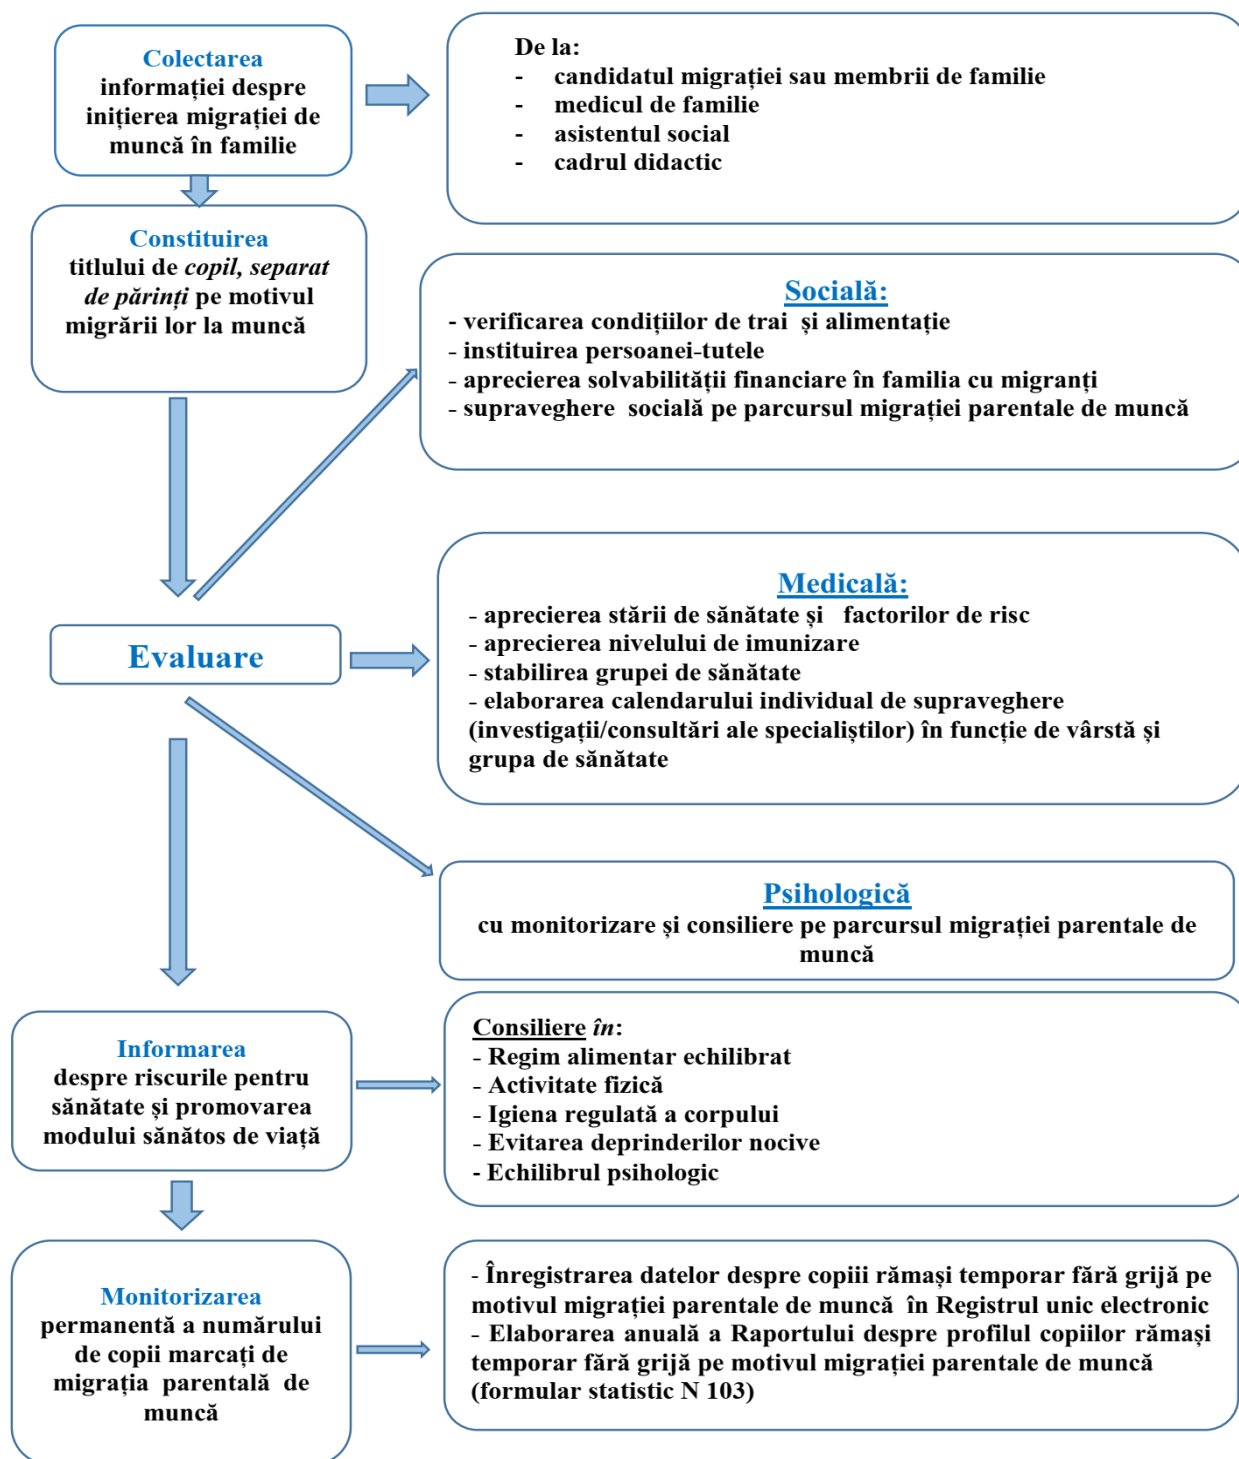 Colectarea
informației despre
inițierea migrației de
muncă în familie
De la:
- candidatul migrației sau membrii de familie
- medicul de familie
- asistentul social
- cadrul didactic
Constituirea
titlului de copil, separat
de părinți pe motivul
migrării lor la muncă
Socială:
- verificarea condițiilor de trai și alimentație
- instituirea persoanei-tutele
- aprecierea solvabilității financiare în familia cu migranți
- supraveghere socială pe parcursul migrației parentale de muncă
Evaluare
Medicală:
- aprecierea stării de sănătate și factorilor de risc
- aprecierea nivelului de imunizare
- stabilirea grupei de sănătate
- elaborarea calendarului individual de supraveghere
(investigații/consultări ale specialiștilor) în funcție de vârstă și
grupa de sănătate
Psihologică
cu monitorizare și consiliere pe parcursul migrației parentale de
muncă
Informarea
despre riscurile pentru
sănătate și promovarea
modului sănătos de viață
Consiliere în:
- Regim alimentar echilibrat
- Activitate fizică
- Igiena regulată a corpului
- Evitarea deprinderilor nocive
- Echilibrul psihologic
Monitorizarea
permanentă a numărului
de copii marcați de
migrația parentală de
muncă
- Înregistrarea datelor despre copiii rămași temporar fără grijă pe
motivul migrației parentale de muncă în Registrul unic electronic
- Elaborarea anuală a Raportului despre profilul copiilor rămași
temporar fără grijă pe motivul migrației parentale de muncă
(formular statistic N 103)